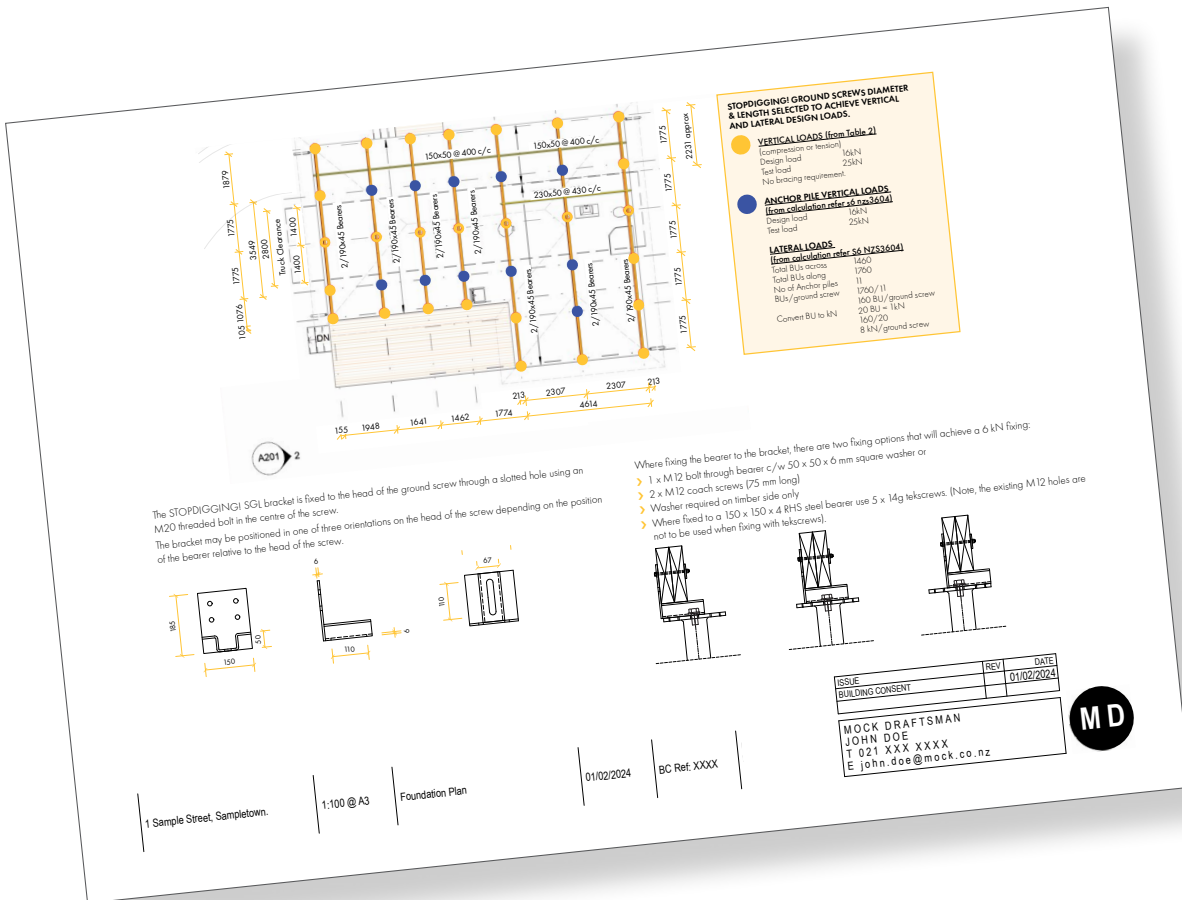 STOPDIGGING! GROUND SCREWS DIAMETER
& LENGTH SELECTED TO ACHIEVE VERTICAL
AND LATERAL DESIGN LOADS.
VERTICAL LOADS (from Table 2)
(compression or tension)
Design load 16kN
Test load 25kN
No bracing requirement.
ANCHOR PILE VERTICAL LOADS
(from calculation refer s6 nzs3604)
Design load 16kN
Test load 25kN
LATERAL LOADS
(from calculation refer S6 NZS3604)
Total BUs across 1460
Total BUs along 1760
No of Anchor piles 11
BUs/ground screw 1760/11
160 BU/ground screw
Convert BU to kN 20 BU = 1kN
160/20
8 kN/ground screw
150x50 @ 400 c/c
150x50 @ 400 c/c
230x50 @ 430 c/c
1879
1775
1775
105 1076
3549
2800
Truck Clearance
1400
1400
2/190x45 Bearers
2/190x45 Bearers
2/190x45 Bearers
2/190x45 Bearers
2/190x45 Bearers
2/190x45 Bearers
2/190x45 Bearers
1775
2231 approx
1775
1775
1775
1775
DN
213 2307 2307 213
155 1948 1641 1462 1774 4614
A201 2
The STOPDIGGING! SGL bracket is fixed to the head of the ground screw through a slotted hole using an
M20 threaded bolt in the centre of the screw.
The bracket may be positioned in one of three orientations on the head of the screw depending on the position
of the bearer relative to the head of the screw.
Where fixing the bearer to the bracket, there are two fixing options that will achieve a 6 kN fixing:
1 x M12 bolt through bearer c/w 50 x 50 x 6 mm square washer or
2 x M12 coach screws (75 mm long)
Washer required on timber side only
Where fixed to a 150 x 150 x 4 RHS steel bearer use 5 x 14g tekscrews. (Note, the existing M12 holes are
not to be used when fixing with tekscrews).
185
150
50
6
110
6
67
110
ISSUE REV DATE
BUILDING CONSENT 01/02/2024
MOCK DRAFTSMAN
JOHN DOE
T 021 XXX XXXX
E john.doe@mock.co.nz
MD
1 Sample Street, Sampletown.
1:100 @ A3
Foundation Plan
01/02/2024
BC Ref: XXXX